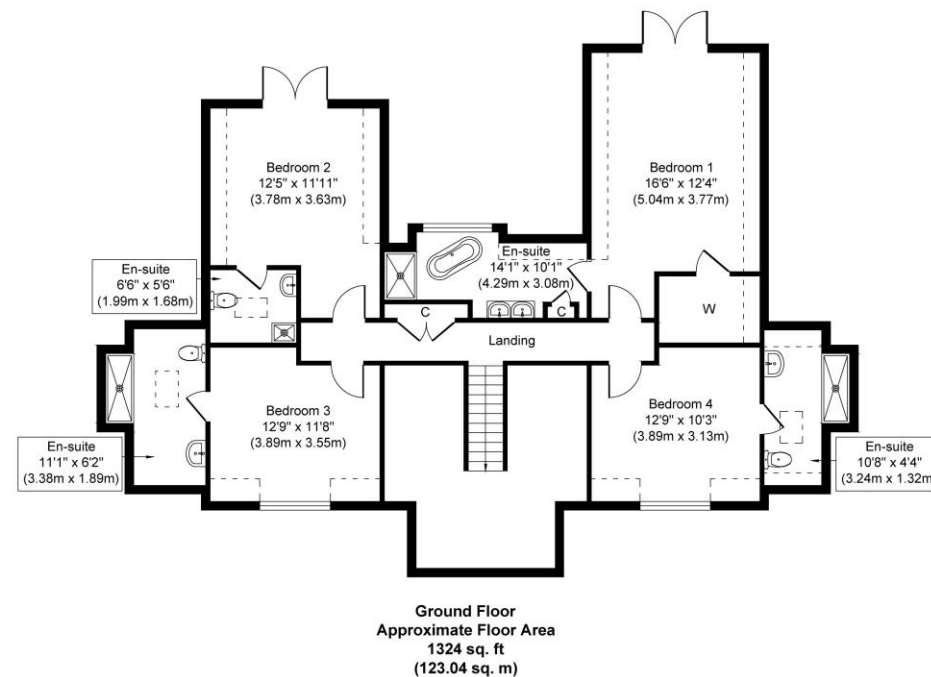 Bedroom 2
12'5" x 11'11"
(3.78m x 3.63m)
Bedroom 1
16'6" x 12'4"
(5.04m x 3.77m)
En-suite
6'6" x 5'6"
(1.99m x 1.68m)
En-suite
14'1" x 10'1"
(4.29m x 3.08m)
C
C
W
Landing
Bedroom 3
12'9" x 11'8"
(3.89m x 3.55m)
Bedroom 4
12'9" x 10'3"
(3.89m x 3.13m)
En-suite
11'1" x 6'2"
(3.38m x 1.89m)
En-suite
10'8" x 4'4"
(3.24m x 1.32m
Ground Floor
Approximate Floor Area
1324 sq. ft
(123.04 sq. m)